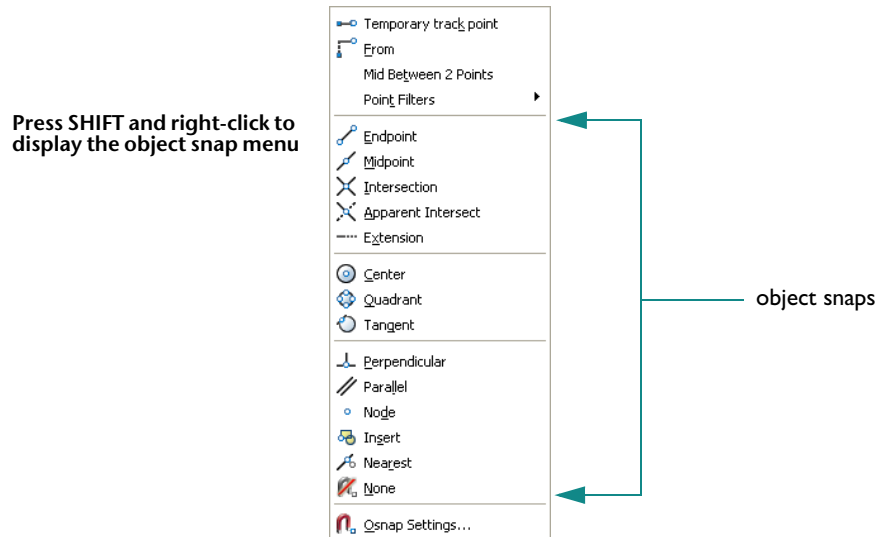 Press SHIFT and right-click to
display the object snap menu
Temporary track point
From
Mid Between 2 Points
Point Filters
Endpoint
Midpoint
Intersection
Apparent Intersect
Extension
Center
Quadrant
Tangent
Perpendicular
Parallel
Node
Insert
Nearest
None
Osnap Settings...
object snaps